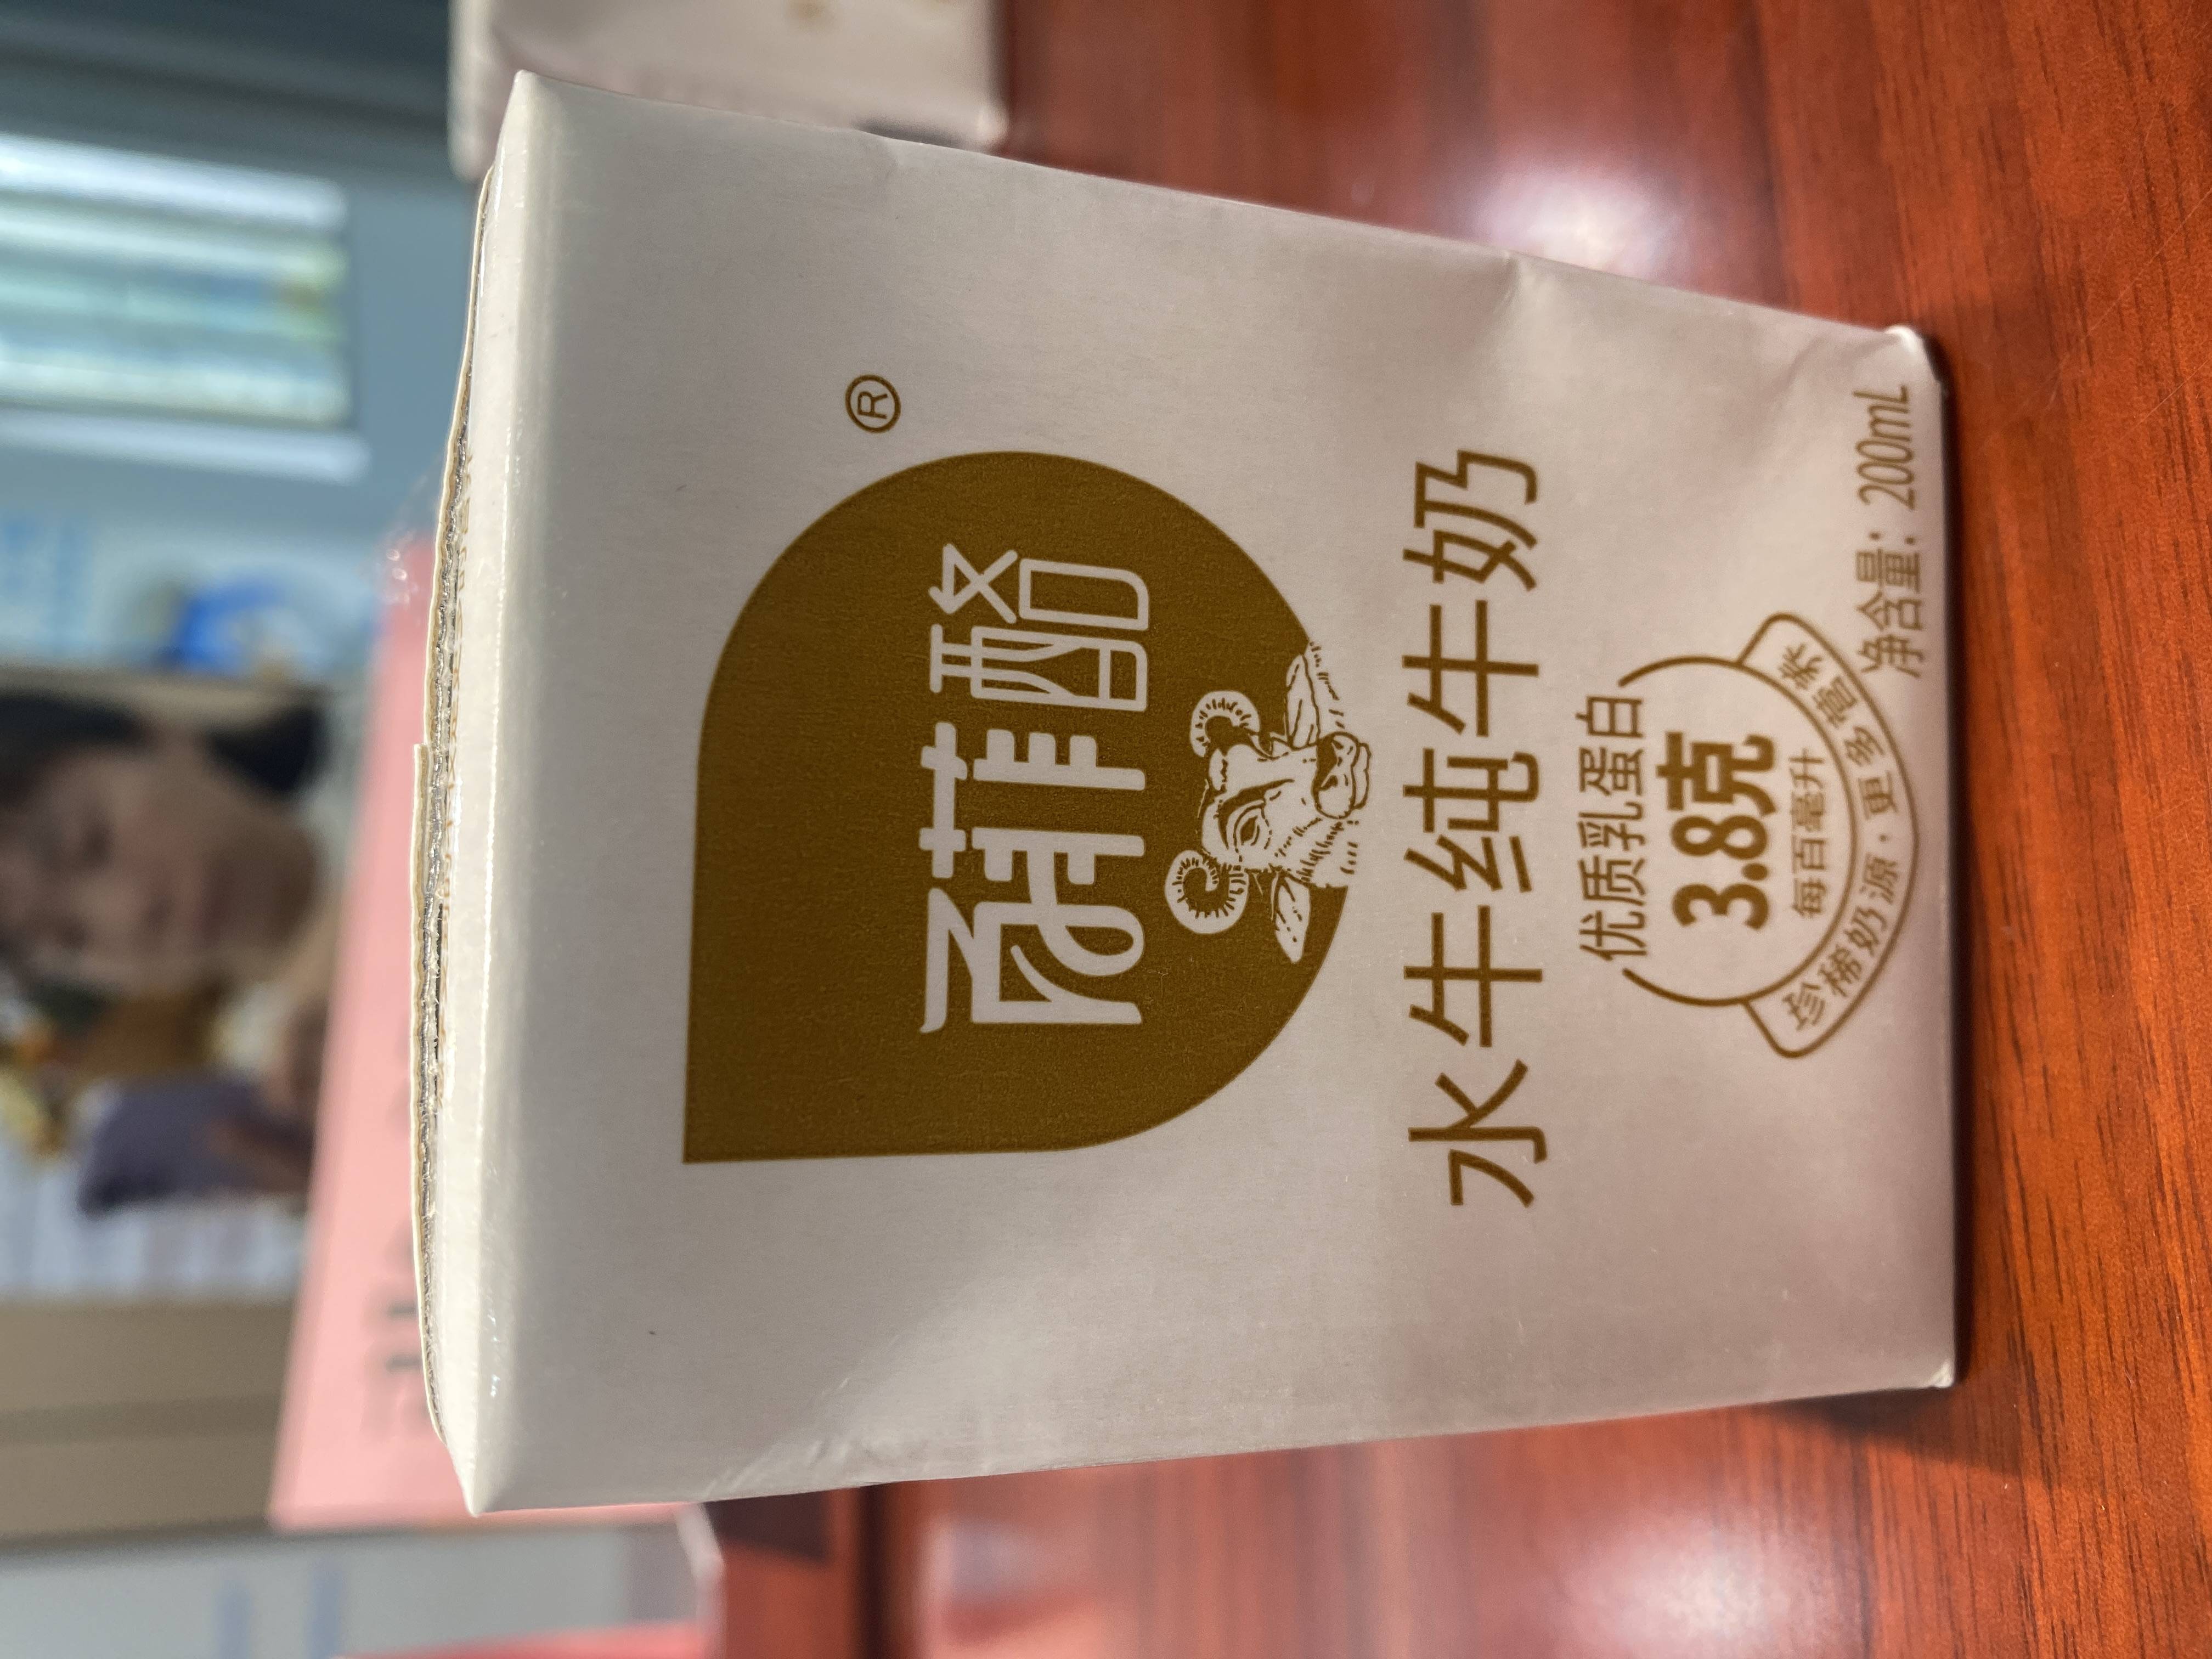 ®
菲酪
水牛纯牛奶
优质乳蛋白
3.8克
每百毫升
珍稀奶源·更多营养
净含量：200mL